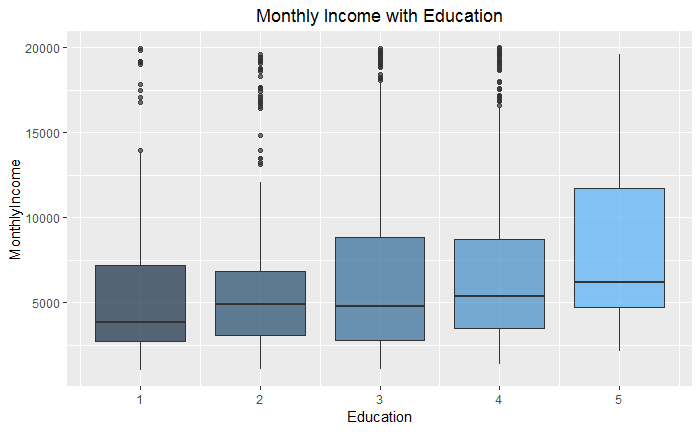 Monthly Income with Education
20000
15000
10000
5000
MonthlyIncome
1 2 3 4 5
Education